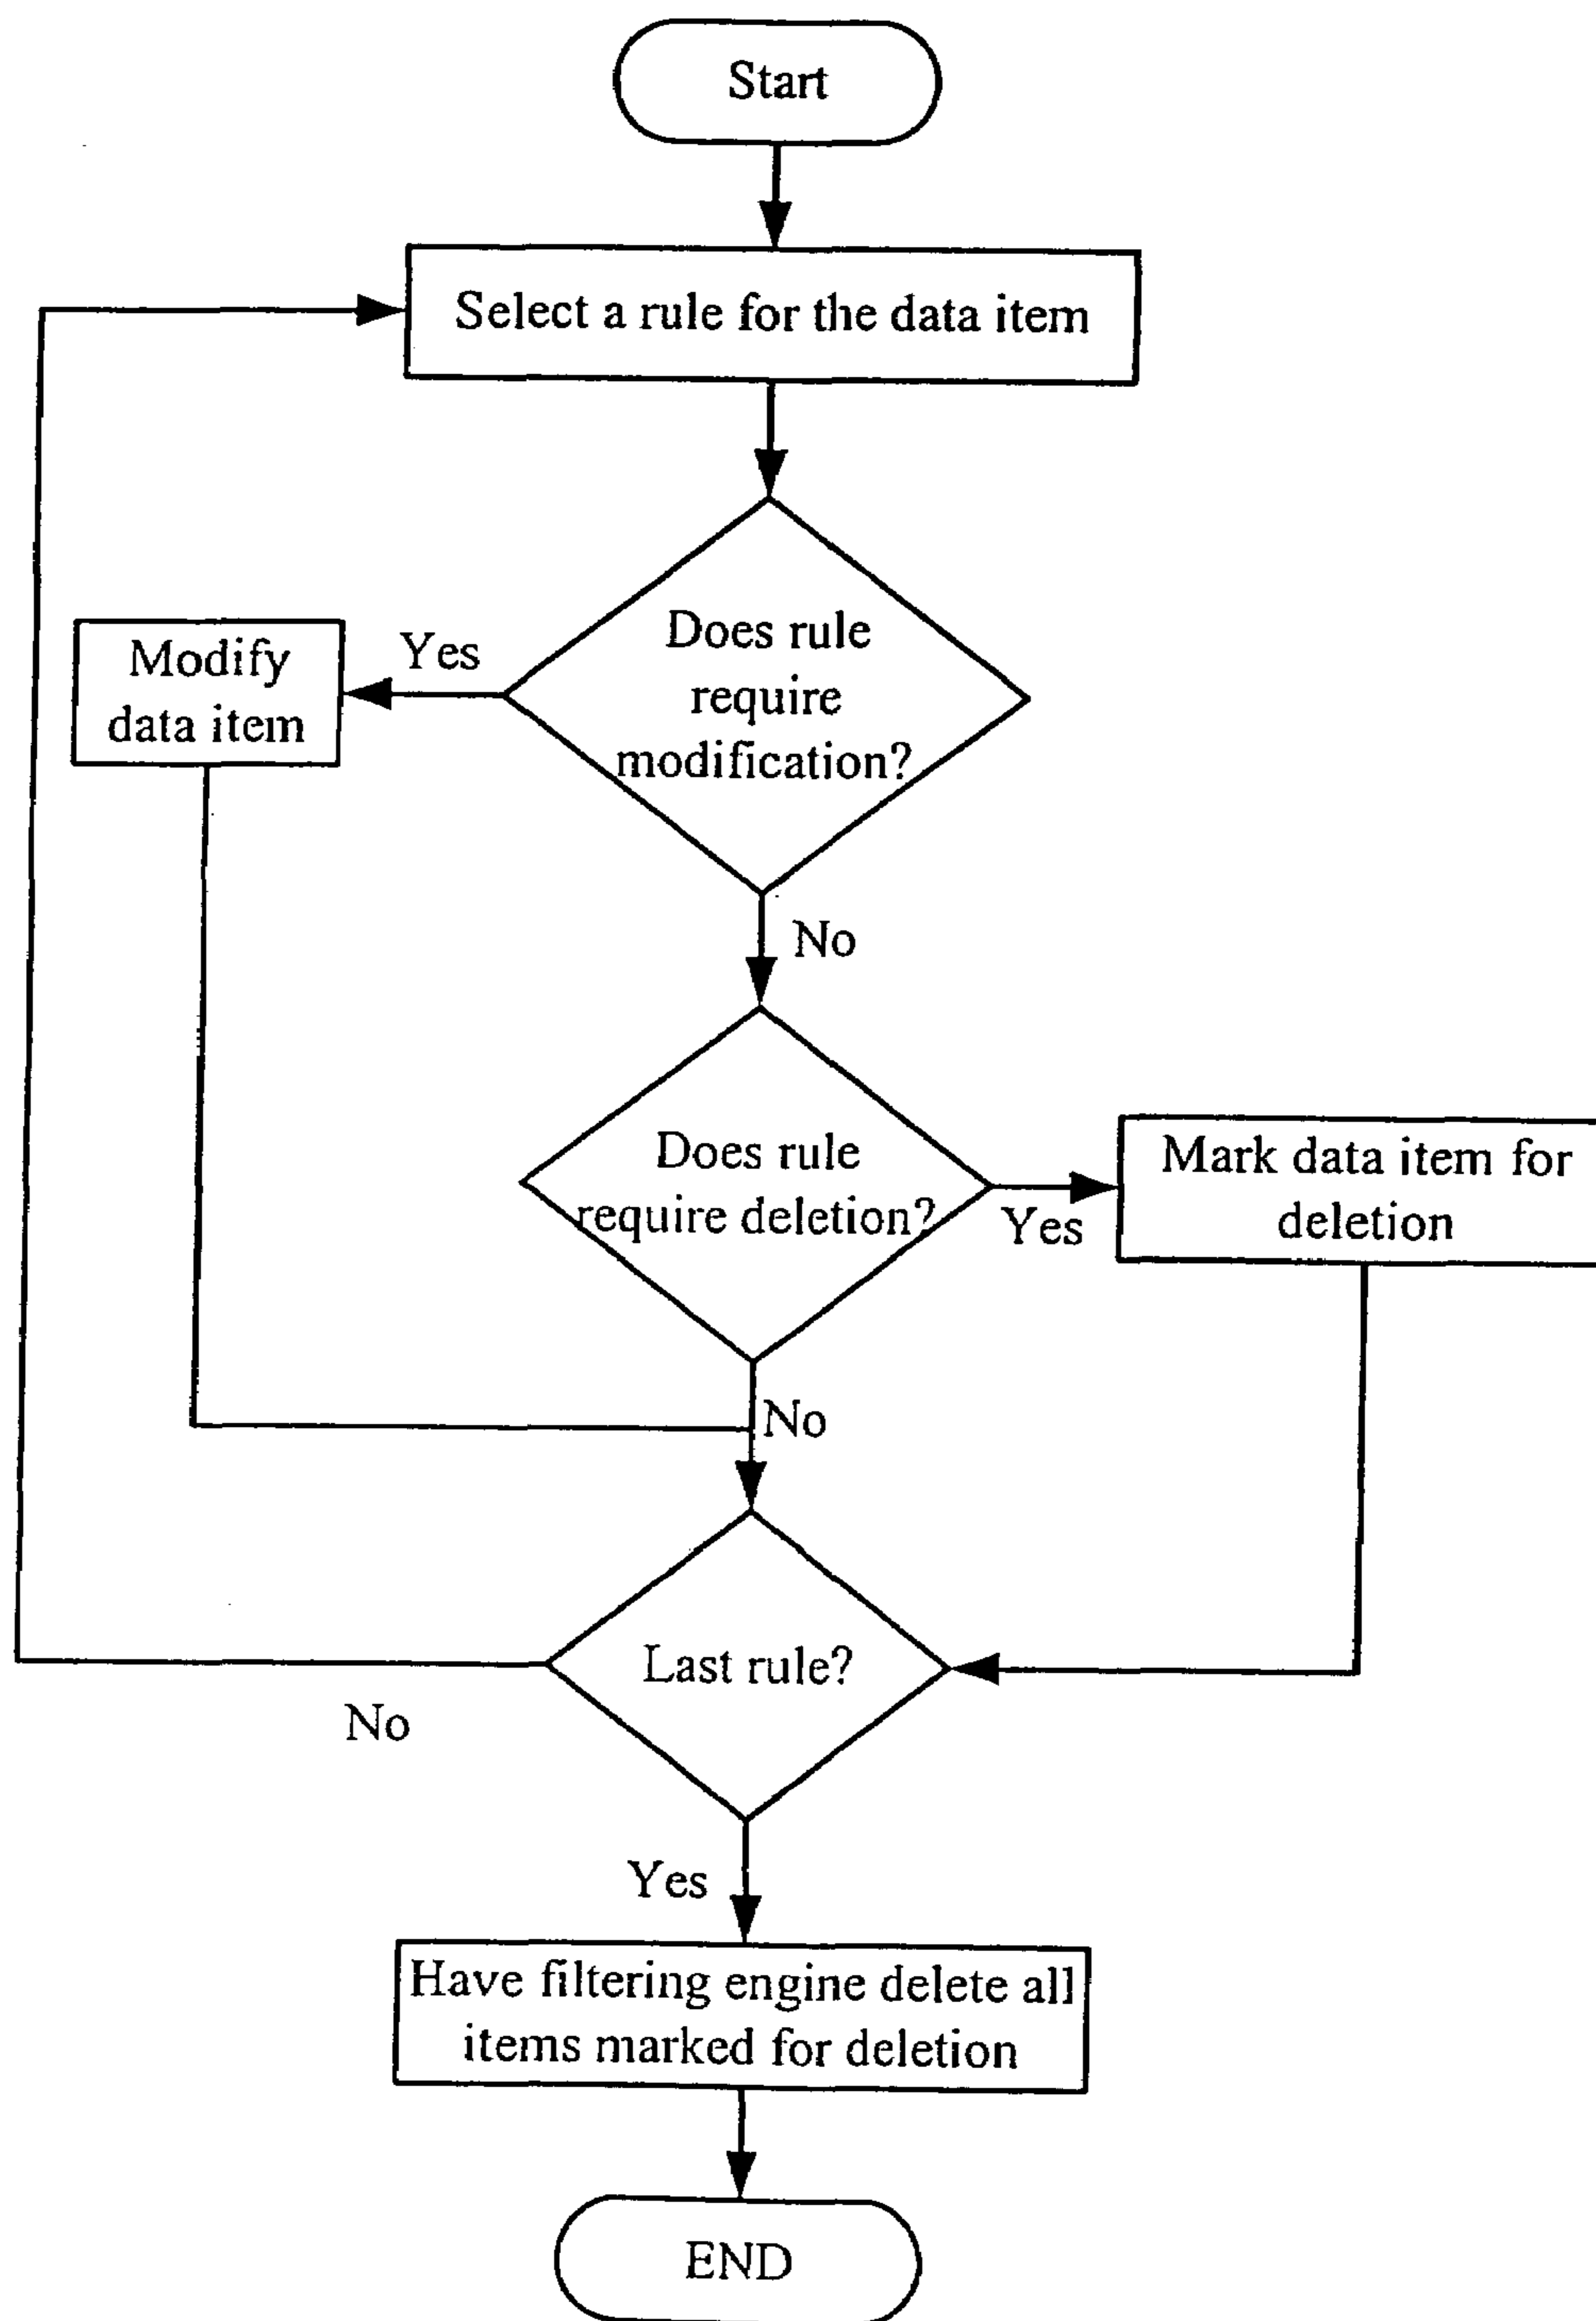 Start
Select a rule for the data item
Does rule
require
modification?
Yes
Modify
data item
No
Does rule
require deletion?
Yes
Mark data item for
deletion
No
Last rule?
No
Yes
Have filtering engine delete all
items marked for deletion
END